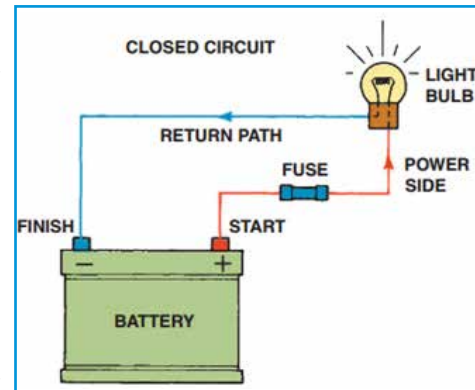 CLOSED CIRCUIT
LIGHT
BULB
RETURN PATH
FUSE
POWER
SIDE
FINISH
START
−
+
BATTERY